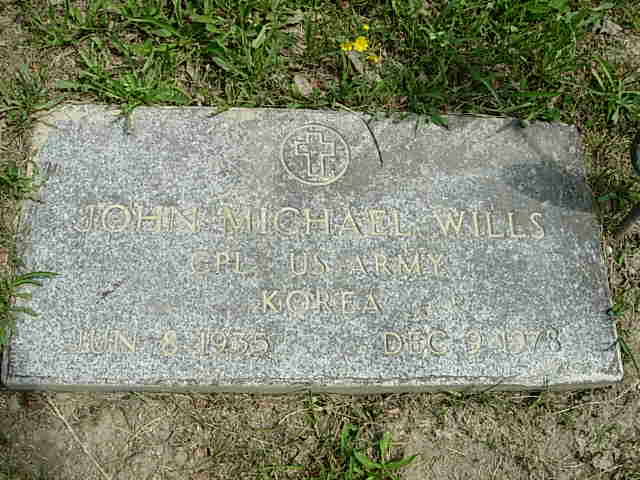 JOHN MICHAEL WILLS
CPL US ARMY
KOREA
JUN 8 1935 DEC 9 1978